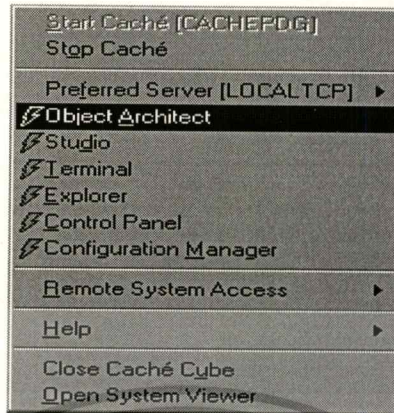 Start Caché [CACHEPDG]
Stop Caché
Preferred Server [LOCALTCP]
Object Architect
Studio
Terminal
Explorer
Control Panel
Configuration Manager
Remote System Access
Help
Close Caché Cube
Open System Viewer